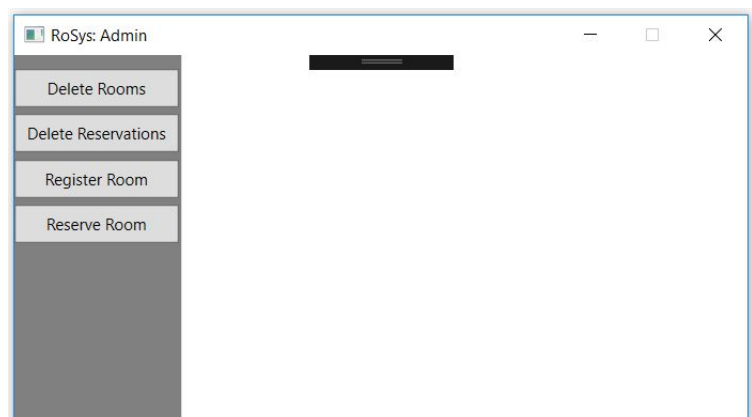 RoSys: Admin
Delete Rooms
Delete Reservations
Register Room
Reserve Room